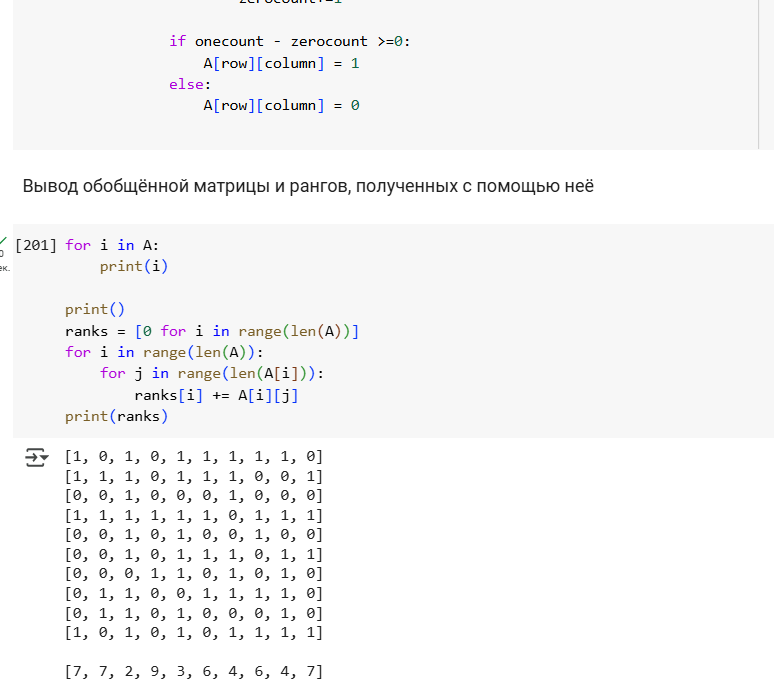 zerocount+=1
if onecount - zerocount >=0:
A[row][column] = 1
else:
A[row][column] = 0
Вывод обобщённой матрицы и рангов, полученных с помощью неё
[201] for i in A:
print(i)
print()
ranks = [0 for i in range(len(A))]
for i in range(len(A)):
for j in range(len(A[i])):
ranks[i] += A[i][j]
print(ranks)
[1, 0, 1, 0, 1, 1, 1, 1, 1, 0]
[1, 1, 1, 0, 1, 1, 1, 0, 0, 1]
[0, 0, 1, 0, 0, 0, 1, 0, 0, 0]
[1, 1, 1, 1, 1, 1, 0, 1, 1, 1]
[0, 0, 1, 0, 1, 0, 0, 1, 0, 0]
[0, 0, 1, 0, 1, 1, 1, 0, 1, 1]
[0, 0, 0, 1, 1, 0, 1, 0, 1, 0]
[0, 1, 1, 0, 0, 1, 1, 1, 1, 0]
[0, 1, 1, 0, 1, 0, 0, 0, 1, 0]
[1, 0, 1, 0, 1, 0, 1, 1, 1, 1]
[7, 7, 2, 9, 3, 6, 4, 6, 4, 7]